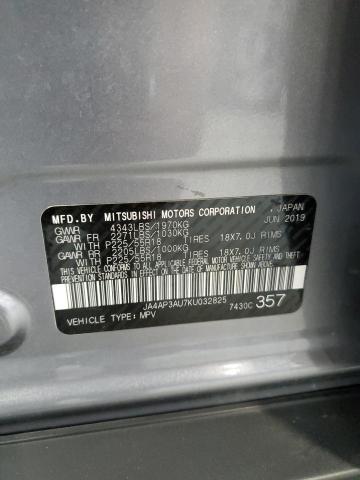 MFD.BY MITSUBISHI MOTORS CORPORATION , JAPAN
GVWR 4343LBS/1970KG JUN 2019
GAWR FR 2271LBS/1030KG
WITH P225/55R18 TIRES 18X7.0J RIMS
GAWR RR 2205LBS/1000KG
WITH P225/55R18 TIRES 18X7.0J RIMS
THIS VEHICLE CONFORMS TO ALL APPLICABLE FEDERAL MOTOR VEHICLE SAFETY, BUMPER, AND THEFT
PREVENTION STANDARDS IN EFFECT ON THE DATE OF MANUFACTURE SHOWN ABOVE.
JA4AP3AU7KU032825 7430C 357
VEHICLE TYPE: MPV